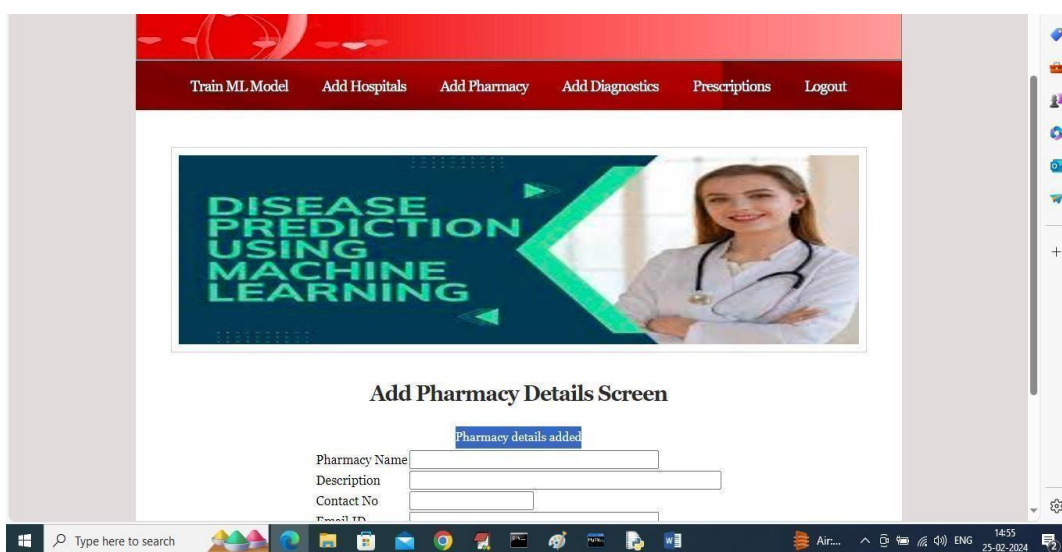 Train ML Model Add Hospitals Add Pharmacy Add Diagnostics Prescriptions Logout
DISEASE
PREDICTION
USING
MACHINE
LEARNING
Add Pharmacy Details Screen
Pharmacy details added
Pharmacy Name
Description
Contact No
Email ID
Type here to search
Air:... ENG 14:55
25-02-2024